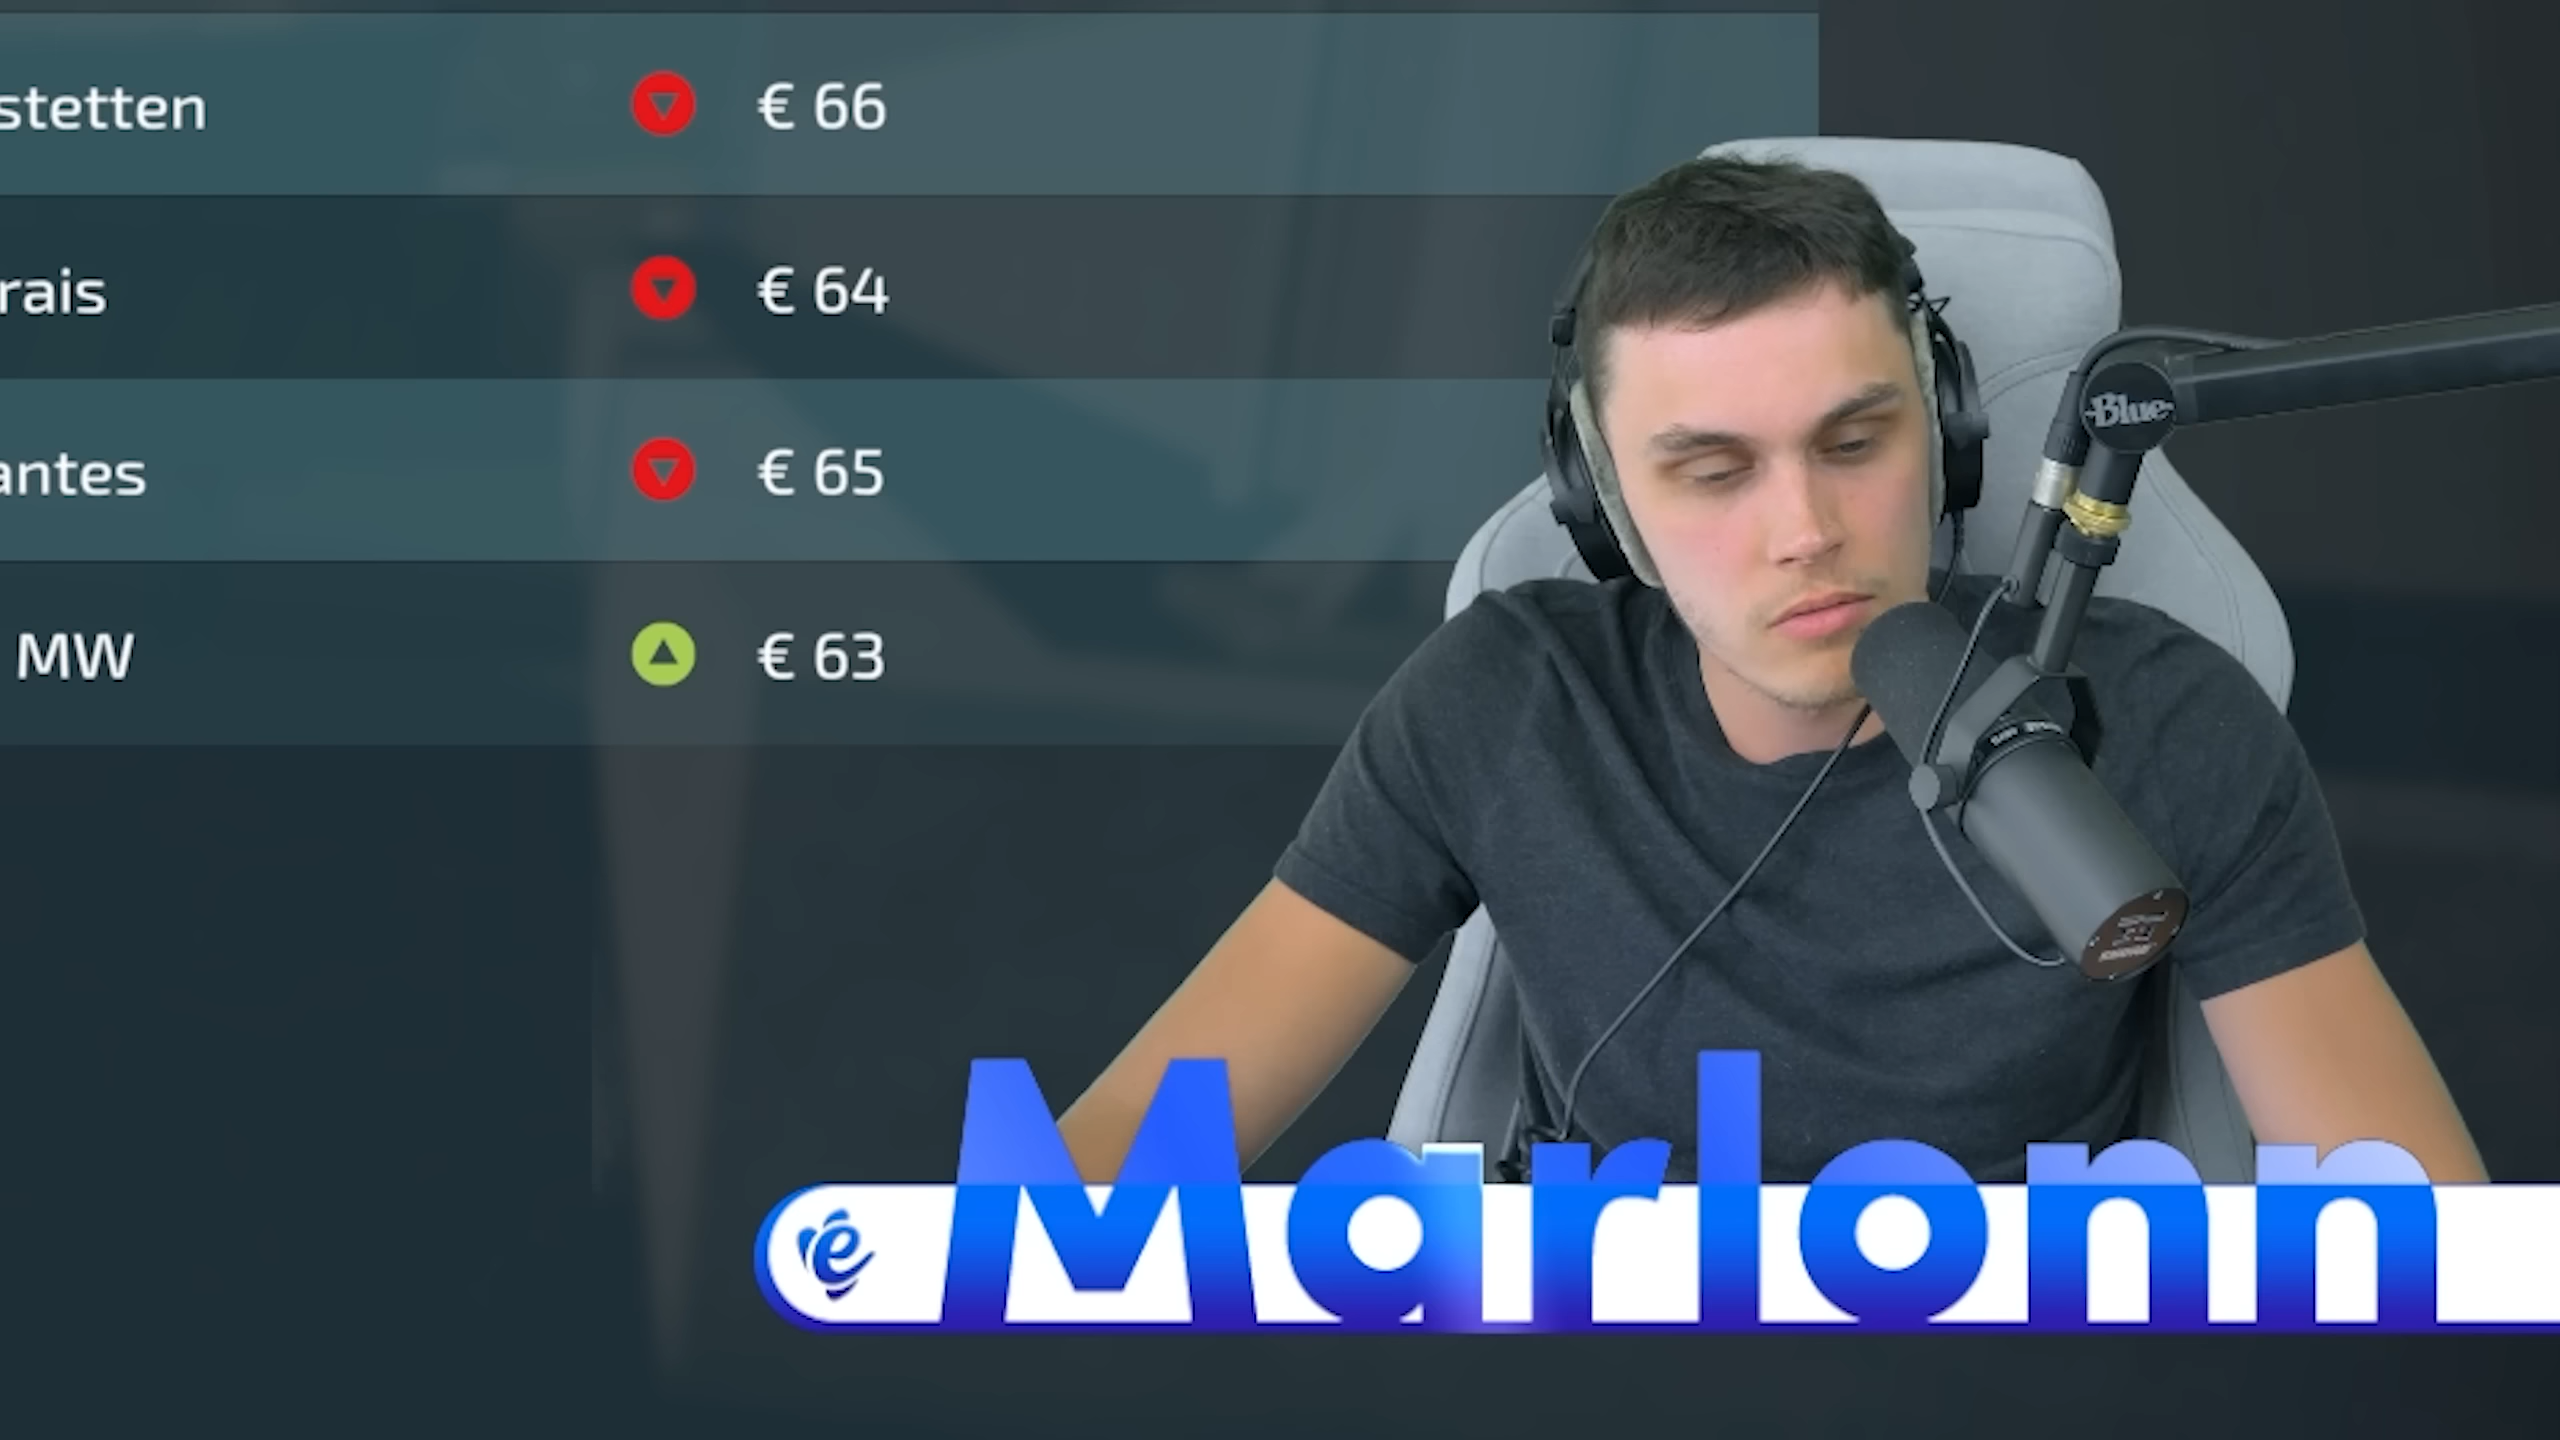 stetten € 66
rais € 64
antes € 65
MW € 63
Blue
Marlonn